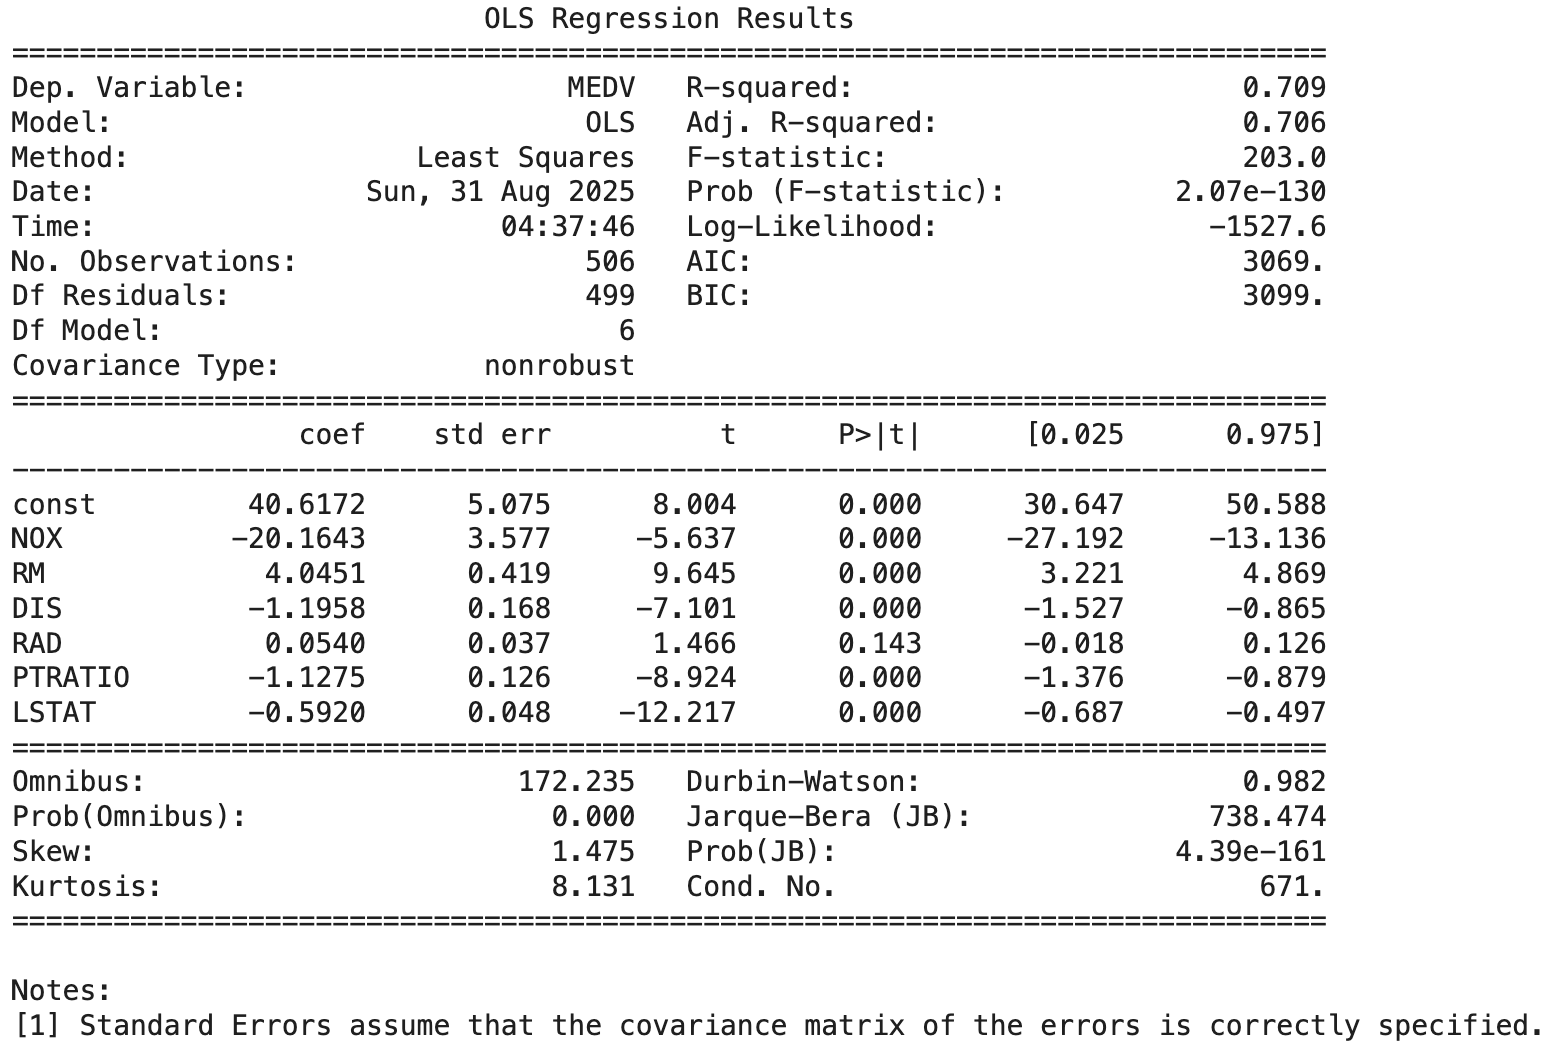 OLS Regression Results
==============================================================================
Dep. Variable:                   MEDV   R-squared:                       0.709
Model:                            OLS   Adj. R-squared:                  0.706
Method:                 Least Squares   F-statistic:                     203.0
Date:                Sun, 31 Aug 2025   Prob (F-statistic):          2.07e-130
Time:                        04:37:46   Log-Likelihood:                -1527.6
No. Observations:                 506   AIC:                             3069.
Df Residuals:                     499   BIC:                             3099.
Df Model:                           6
Covariance Type:            nonrobust
==============================================================================
                 coef    std err          t      P>|t|      [0.025      0.975]
------------------------------------------------------------------------------
const         40.6172      5.075      8.004      0.000      30.647      50.588
NOX          -20.1643      3.577     -5.637      0.000     -27.192     -13.136
RM             4.0451      0.419      9.645      0.000       3.221       4.869
DIS           -1.1958      0.168     -7.101      0.000      -1.527      -0.865
RAD            0.0540      0.037      1.466      0.143      -0.018       0.126
PTRATIO       -1.1275      0.126     -8.924      0.000      -1.376      -0.879
LSTAT         -0.5920      0.048    -12.217      0.000      -0.687      -0.497
==============================================================================
Omnibus:                      172.235   Durbin-Watson:                   0.982
Prob(Omnibus):                  0.000   Jarque-Bera (JB):              738.474
Skew:                           1.475   Prob(JB):                    4.39e-161
Kurtosis:                       8.131   Cond. No.                         671.
==============================================================================
Notes:
[1] Standard Errors assume that the covariance matrix of the errors is correctly specified.